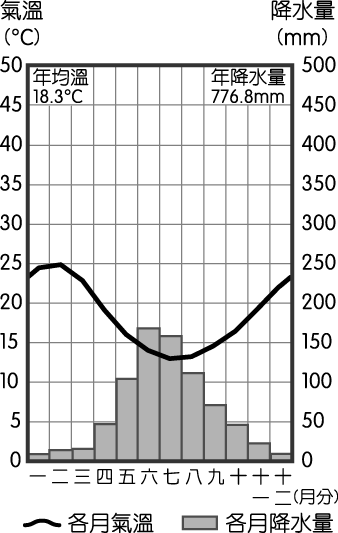 氣溫 降水量
(°C) (mm)
年均溫 年降水量
18.3°C 776.8mm
50 500
45 450
40 400
35 350
30 300
25 250
20 200
15 150
10 100
5 50
0 0
一 二 三 四 五 六 七 八 九 十 十 十
一 二 (月分)
各月氣溫 各月降水量